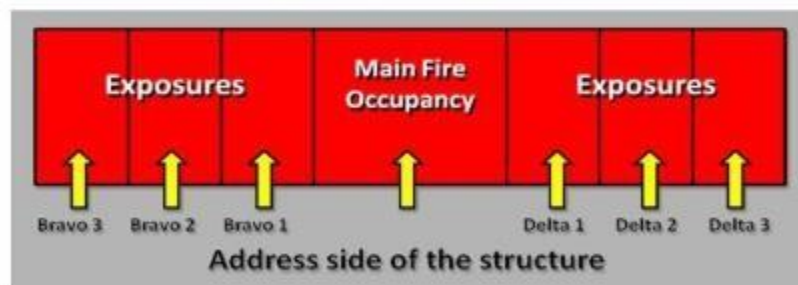 Exposures
Main Fire
Occupancy
Exposures
Bravo 3 Bravo 2 Bravo 1 Delta 1 Delta 2 Delta 3
Address side of the structure